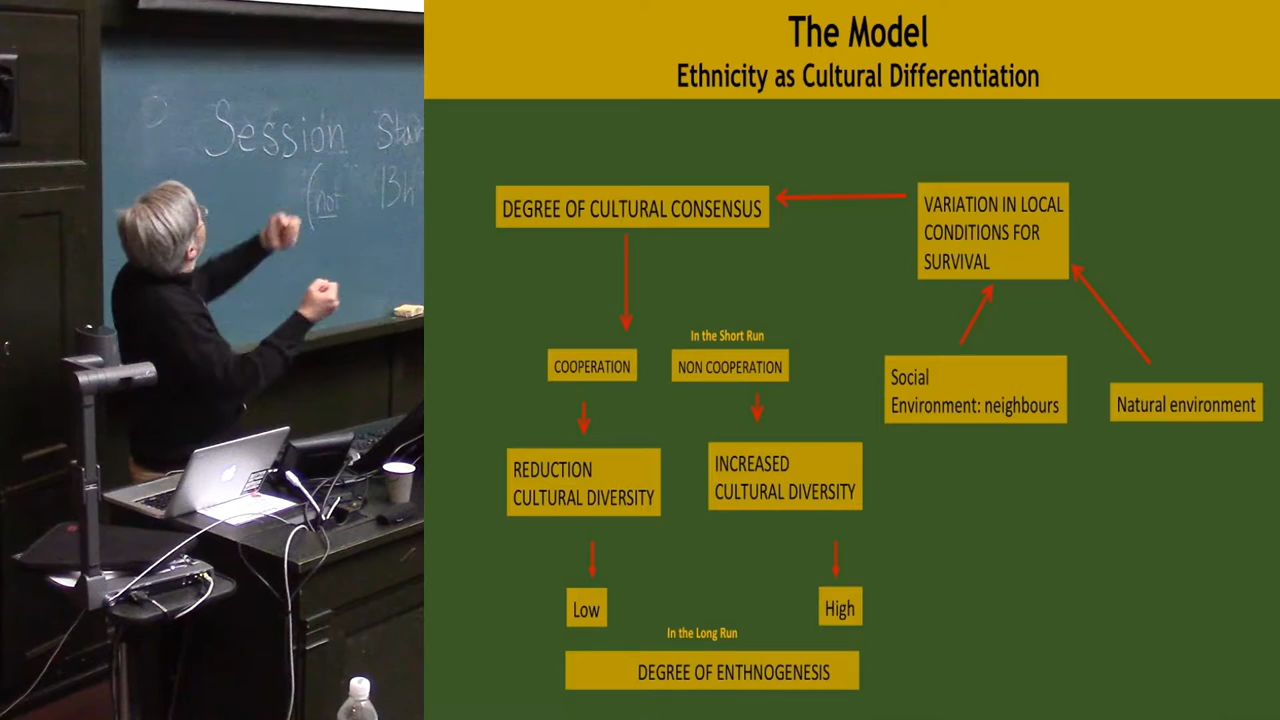 The Model
Ethnicity as Cultural Differentiation
Session
(not 13h
DEGREE OF CULTURAL CONSENSUS
VARIATION IN LOCAL
CONDITIONS FOR
SURVIVAL
In the Short Run
COOPERATION
NON COOPERATION
Social
Environment: neighbours
Natural environment
REDUCTION
CULTURAL DIVERSITY
INCREASED
CULTURAL DIVERSITY
Low
High
In the Long Run
DEGREE OF ENTHNOGENESIS